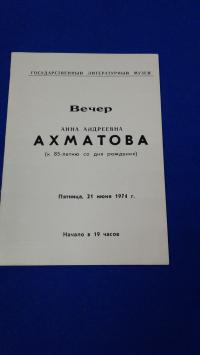 ГОСУДАРСТВЕННЫЙ ЛИТЕРАТУРНЫЙ МУЗЕЙ
Вечер
АННА АНДРЕЕВНА
АХМАТОВА
(к 85-летию со дня рождения)
Пятница, 21 июня 1974 г.
Начало в 19 часов